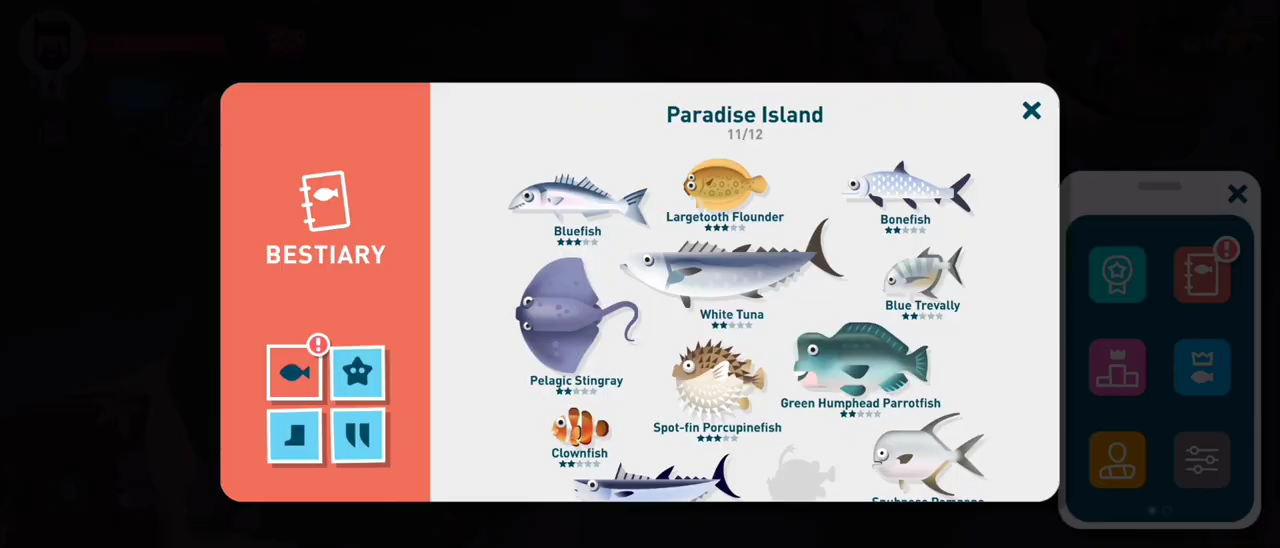 Paradise Island
11/12
BESTIARY
Bluefish
Largetooth Flounder
Bonefish
White Tuna
Blue Trevally
Pelagic Stingray
Green Humphead Parrotfish
Spot-fin Porcupinefish
Clownfish
!
!